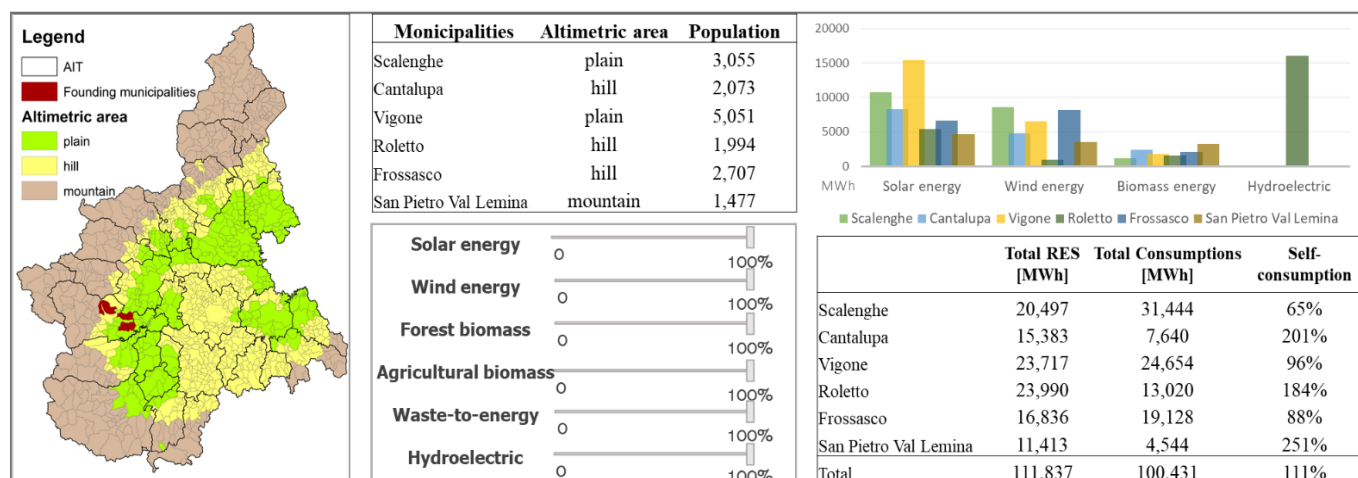 Legend
AIT
Founding municipalities
Altimetric area
plain
hill
mountain
Municipalities Altimetric area Population
Scalenghe plain 3,055
Cantalupa hill 2,073
Vigone plain 5,051
Roletto hill 1,994
Frossasco hill 2,707
San Pietro Val Lemina mountain 1,477
Solar energy
0 100%
Wind energy
0 100%
Forest biomass
0 100%
Agricultural biomass
0 100%
Waste-to-energy
0 100%
Hydroelectric
0 100%
20000
15000
10000
5000
0
MWh Solar energy Wind energy Biomass energy Hydroelectric
Scalenghe Cantalupa Vigone Roletto Frossasco San Pietro Val Lemina
Total RES Total Consumptions Self-
[MWh] [MWh] consumption
Scalenghe 20,497 31,444 65%
Cantalupa 15,383 7,640 201%
Vigone 23,717 24,654 96%
Roletto 23,990 13,020 184%
Frossasco 16,836 19,128 88%
San Pietro Val Lemina 11,413 4,544 251%
Total 111,837 100,431 111%